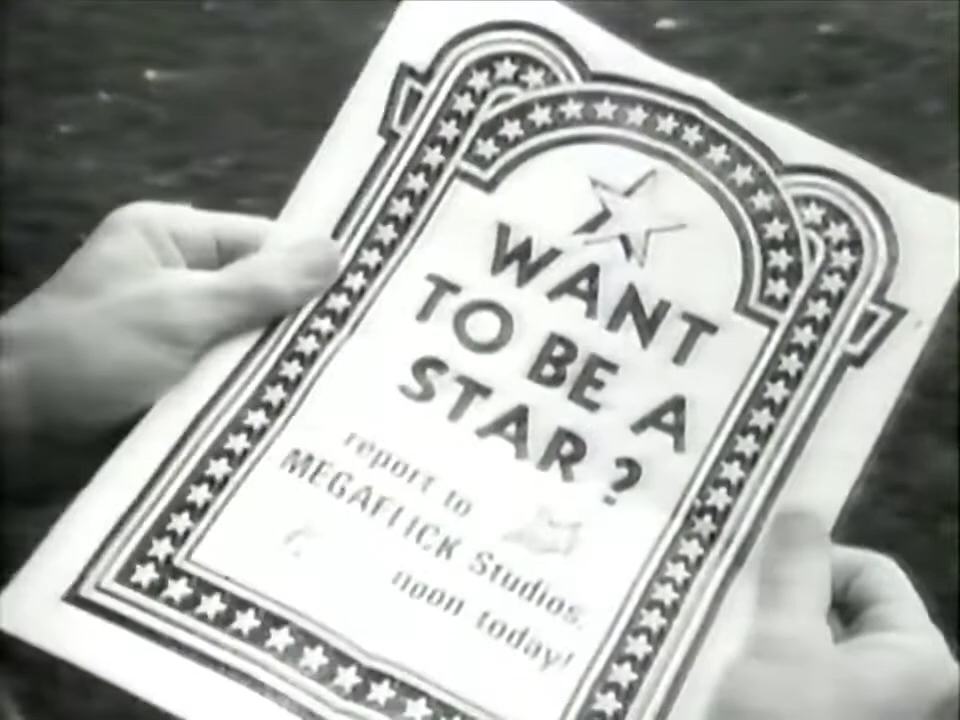 WANT
TO BE A
STAR?
report to
MEGAFLICK Studios,
noon today!